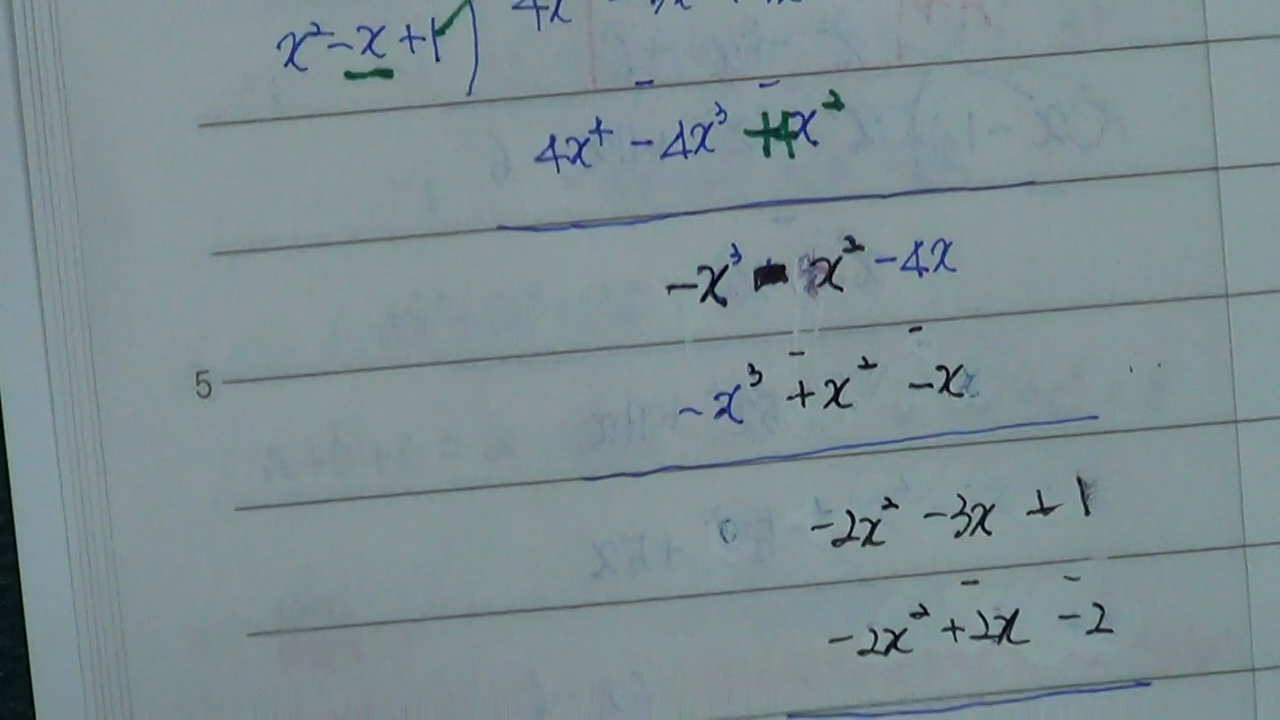 x² - x + 1
4x⁴ - 4x³ + 4x²
-x³ - x² - 4x
5
-x³ + x² - x
-2x² - 3x + 1
-2x² + 2x - 2